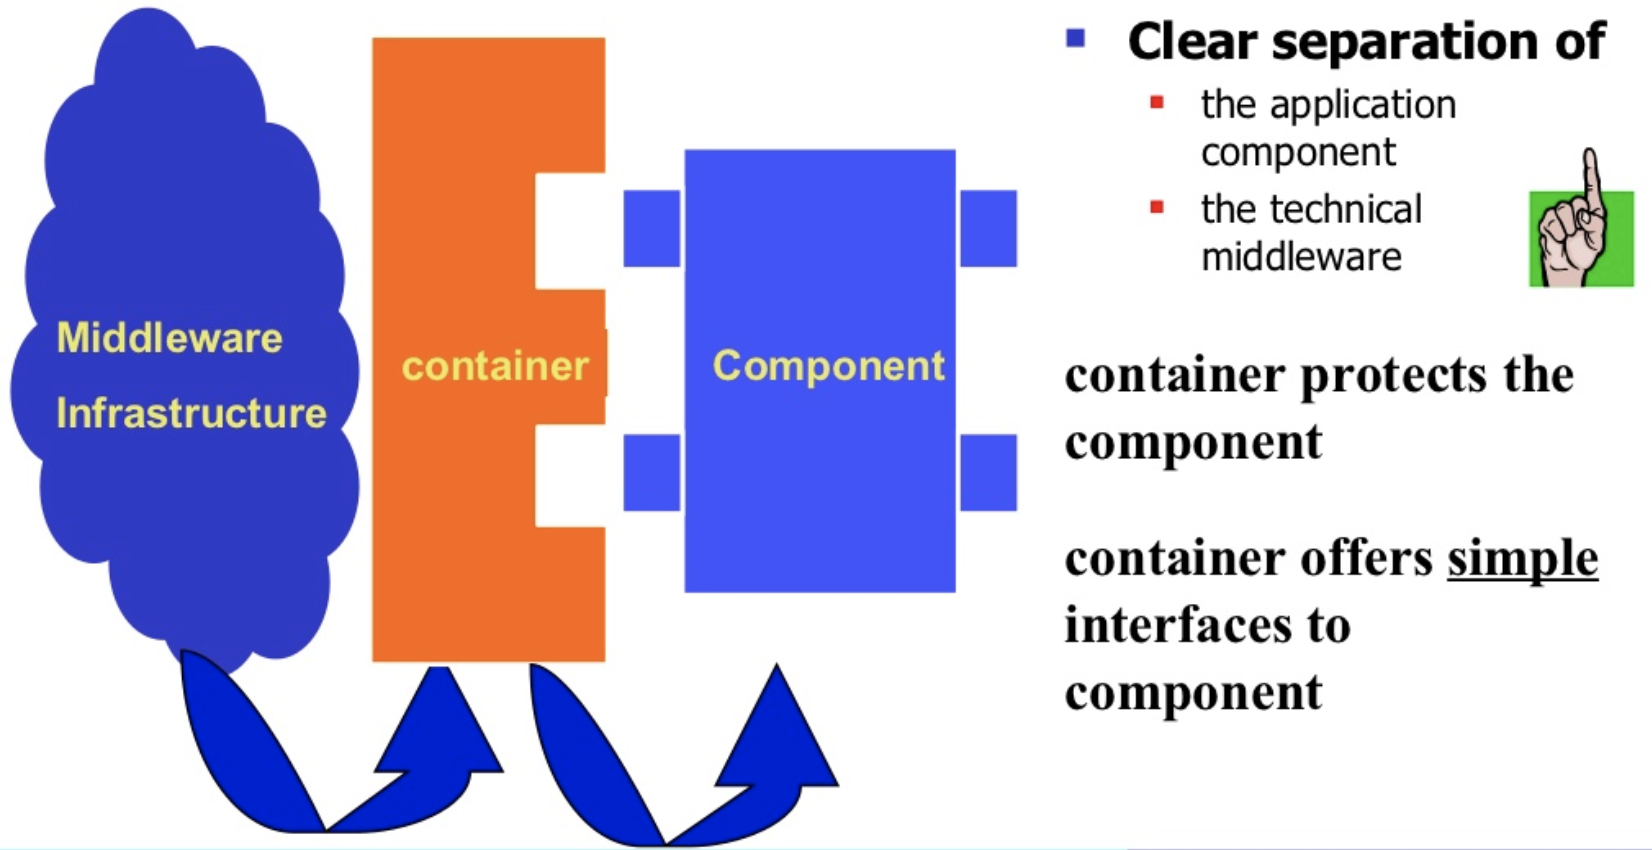 Middleware
Infrastructure
container
Component
Clear separation of
the application
component
the technical
middleware
container protects the
component
container offers simple
interfaces to
component